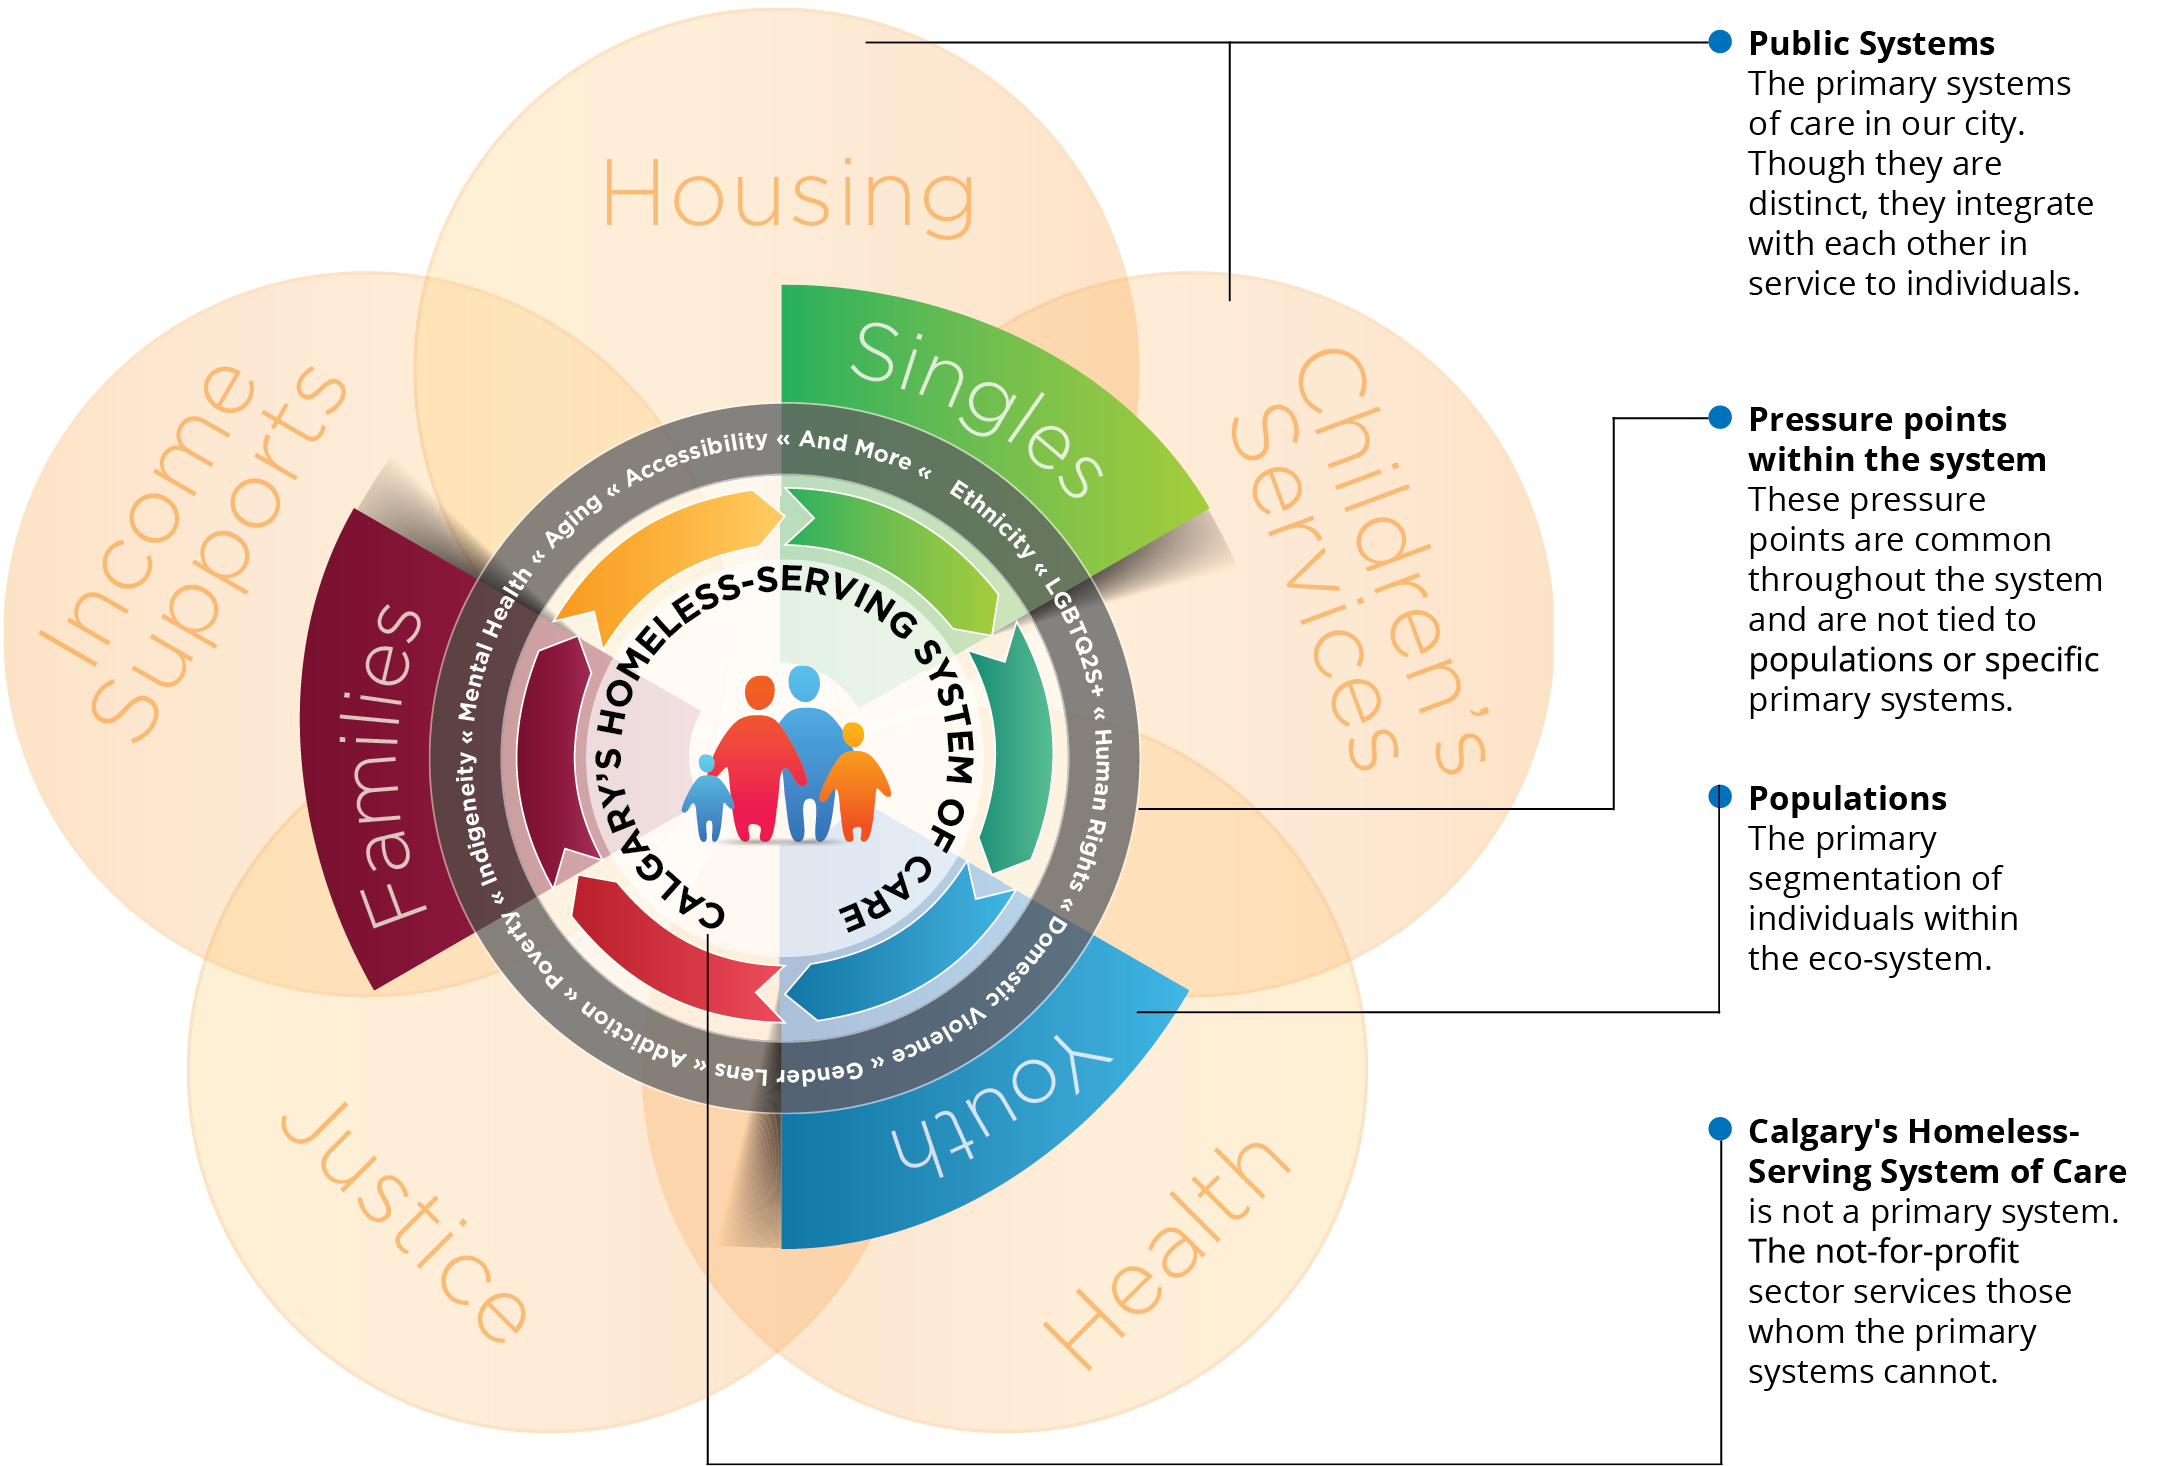 Housing
Children's
Services
Income
Supports
Justice
Health
Singles
Families
Youth
Ethnicity « LGBTQ2S+ « Human Rights « Domestic Violence « Gender Lens « Addiction « Poverty « Indigeneity « Mental Health « Aging « Accessibility « And More «
CALGARY'S HOMELESS-SERVING SYSTEM OF CARE
Public Systems
The primary systems
of care in our city.
Though they are
distinct, they integrate
with each other in
service to individuals.
Pressure points
within the system
These pressure
points are common
throughout the system
and are not tied to
populations or specific
primary systems.
Populations
The primary
segmentation of
individuals within
the eco-system.
Calgary's Homeless-
Serving System of Care
is not a primary system.
The not-for-profit
sector services those
whom the primary
systems cannot.